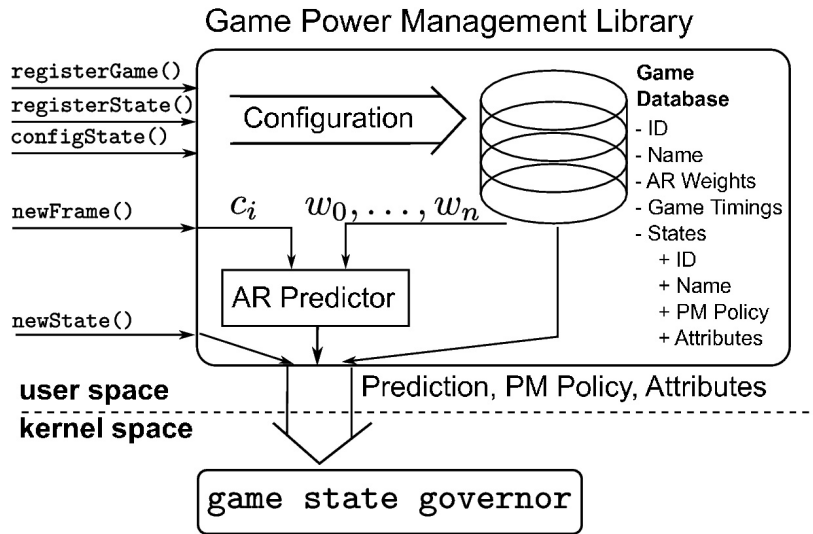 Game Power Management Library
registerGame()
registerState()
configState()
newFrame()
newState()
Configuration
Game
Database
- ID
- Name
- AR Weights
- Game Timings
- States
+ ID
+ Name
+ PM Policy
+ Attributes
c_i
w_0, . . . , w_n
AR Predictor
Prediction, PM Policy, Attributes
user space
kernel space
game state governor